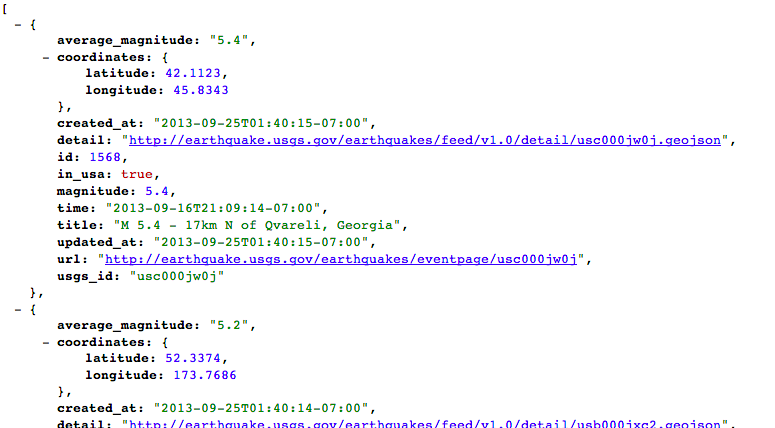 [
- {
average_magnitude: "5.4",
- coordinates: {
latitude: 42.1123,
longitude: 45.8343
},
created_at: "2013-09-25T01:40:15-07:00",
detail: "http://earthquake.usgs.gov/earthquakes/feed/v1.0/detail/usc000jw0j.geojson",
id: 1568,
in_usa: true,
magnitude: 5.4,
time: "2013-09-16T21:09:14-07:00",
title: "M 5.4 - 17km N of Qvareli, Georgia",
updated_at: "2013-09-25T01:40:15-07:00",
url: "http://earthquake.usgs.gov/earthquakes/eventpage/usc000jw0j",
usgs_id: "usc000jw0j"
},
- {
average_magnitude: "5.2",
- coordinates: {
latitude: 52.3374,
longitude: 173.7686
},
created_at: "2013-09-25T01:40:14-07:00",
detail: "http://earthquake.usgs.gov/earthquakes/feed/v1.0/detail/usb000jxc2.geojson",